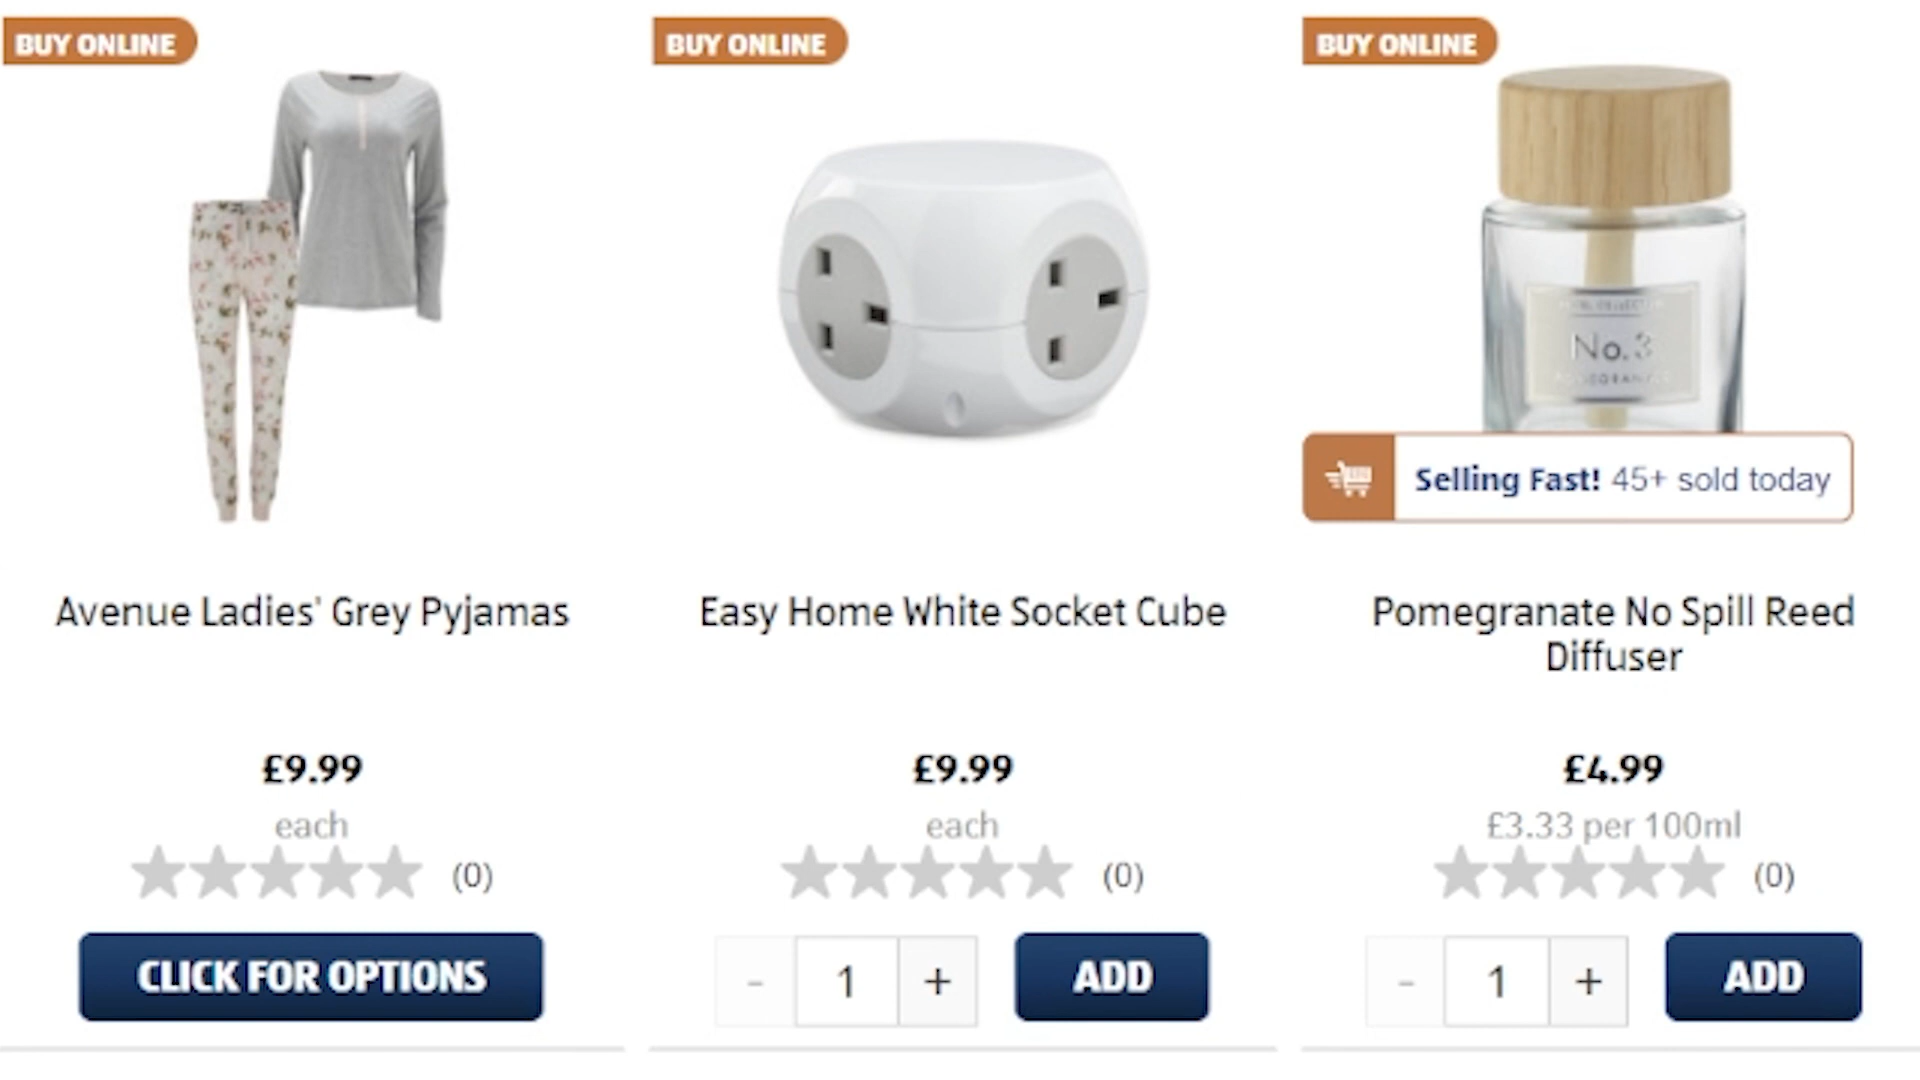 BUY ONLINE
BUY ONLINE
BUY ONLINE
No.3
Selling Fast! 45+ sold today
Avenue Ladies' Grey Pyjamas
Easy Home White Socket Cube
Pomegranate No Spill Reed
Diffuser
£9.99
£9.99
£4.99
each
each
£3.33 per 100ml
(0)
(0)
(0)
CLICK FOR OPTIONS
- 1 +
ADD
- 1 +
ADD